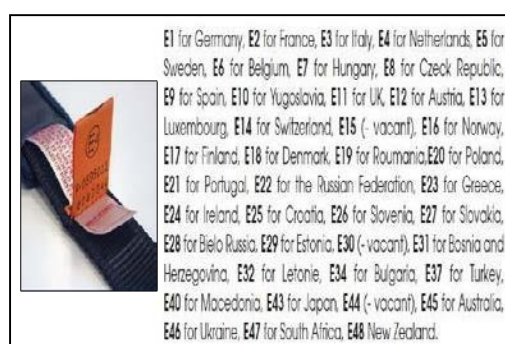 E1 for Germany, E2 for France, E3 for Italy, E4 for Netherlands, E5 for
Sweden, E6 for Belgium, E7 for Hungary, E8 for Czeck Republic,
E9 for Spain, E10 for Yugoslavia, E11 for UK, E12 for Austria, E13 for
Luxembourg, E14 for Switzerland, E15 (- vacant), E16 for Norway,
E17 for Finland, E18 for Denmark, E19 for Roumania,E20 for Poland,
E21 for Portugal, E22 for the Russian Federation, E23 for Greece,
E24 for Ireland, E25 for Croatia, E26 for Slovenia, E27 for Slovakia,
E28 for Bielo Russia, E29 for Estonia, E30 (- vacant), E31 for Bosnia and
Herzegovina, E32 for Letonie, E34 for Bulgaria, E37 for Turkey,
E40 for Macedonia, E43 for Japan, E44 (- vacant), E45 for Australia,
E46 for Ukraine, E47 for South Africa, E48 New Zealand.